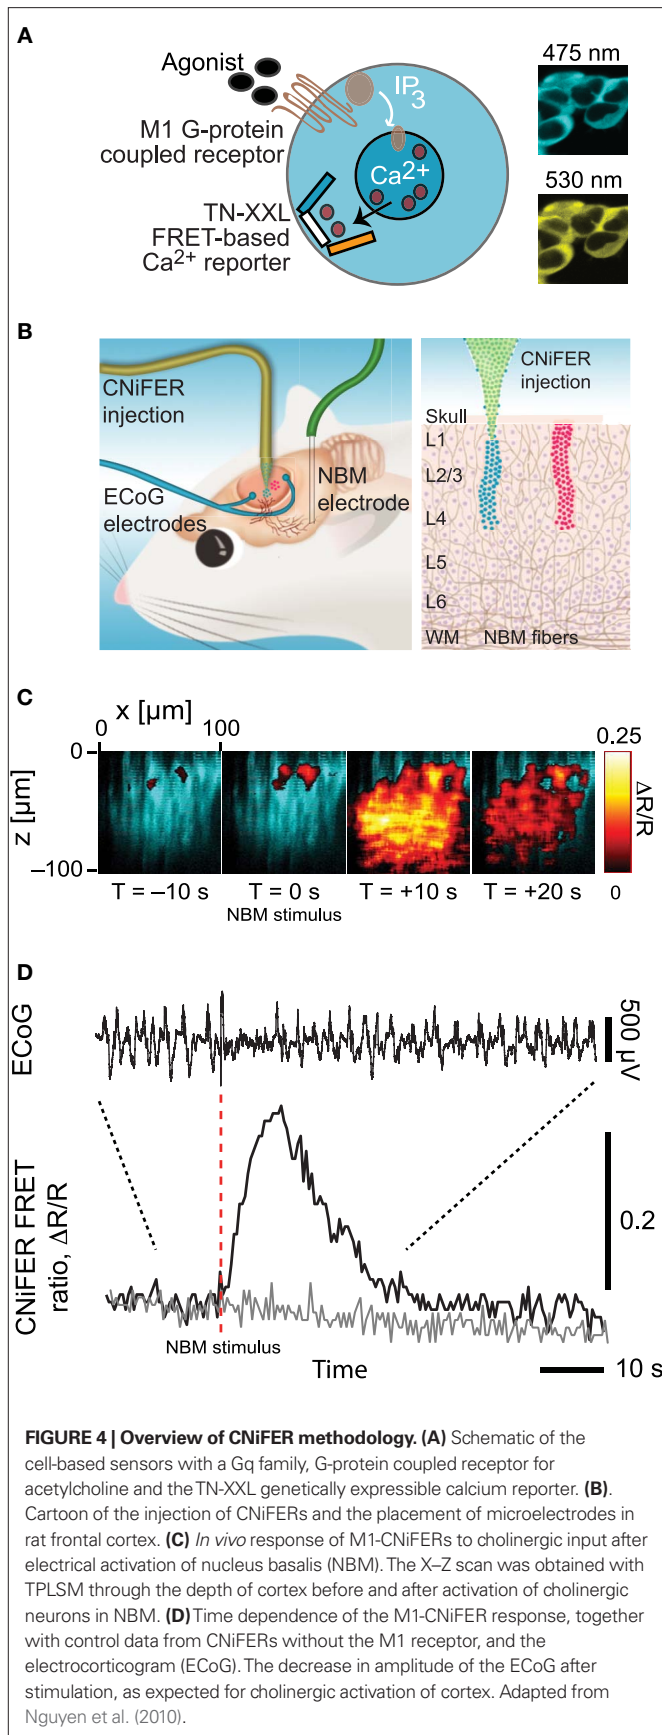 A
Agonist
M1 G-protein
coupled receptor
IP3
Ca2+
TN-XXL
FRET-based
Ca2+ reporter
475 nm
530 nm
B
CNiFER
injection
ECoG
electrodes
NBM
electrode
CNiFER
injection
Skull
L1
L2/3
L4
L5
L6
WM NBM fibers
C
x [µm]
0 100
0
z [µm]
–100
T = –10 s T = 0 s T = +10 s T = +20 s
NBM stimulus
0.25
ΔR/R
0
D
ECoG
500 µV
CNiFER FRET
ratio, ΔR/R
0.2
NBM stimulus
Time
10 s
FIGURE 4 | Overview of CNiFER methodology. (A) Schematic of the
cell-based sensors with a Gq family, G-protein coupled receptor for
acetylcholine and the TN-XXL genetically expressible calcium reporter. (B).
Cartoon of the injection of CNiFERs and the placement of microelectrodes in
rat frontal cortex. (C) In vivo response of M1-CNiFERs to cholinergic input after
electrical activation of nucleus basalis (NBM). The X–Z scan was obtained with
TPLSM through the depth of cortex before and after activation of cholinergic
neurons in NBM. (D) Time dependence of the M1-CNiFER response, together
with control data from CNiFERs without the M1 receptor, and the
electrocorticogram (ECoG). The decrease in amplitude of the ECoG after
stimulation, as expected for cholinergic activation of cortex. Adapted from
Nguyen et al. (2010).